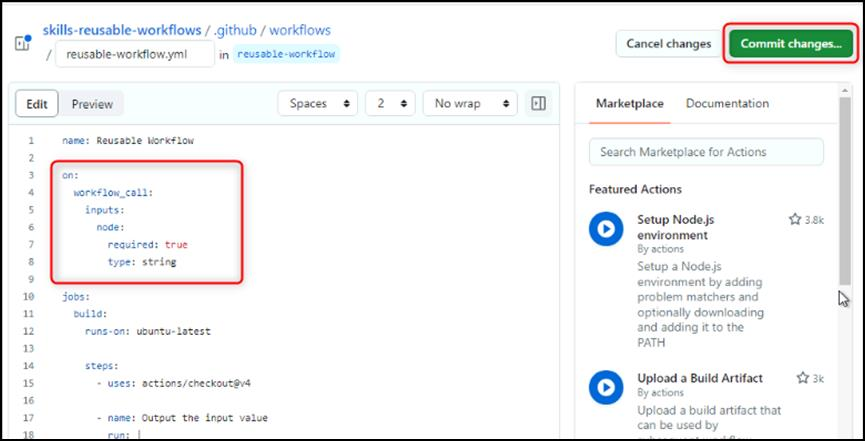 skills-reusable-workflows / .github / workflows
/ reusable-workflow.yml in reusable-workflow
Cancel changes
Commit changes...
Edit
Preview
Spaces
2
No wrap
1 name: Reusable Workflow
2
3 on:
4 workflow_call:
5 inputs:
6 node:
7 required: true
8 type: string
9
10 jobs:
11 build:
12 runs-on: ubuntu-latest
13
14 steps:
15 - uses: actions/checkout@v4
16
17 - name: Output the input value
18 run: |
Marketplace
Documentation
Search Marketplace for Actions
Featured Actions
Setup Node.js
environment
3.8k
By actions
Setup a Node.js
environment by adding
problem matchers and
optionally downloading
and adding it to the
PATH
Upload a Build Artifact
3k
By actions
Upload a build artifact that
can be used by
subsequent workflow